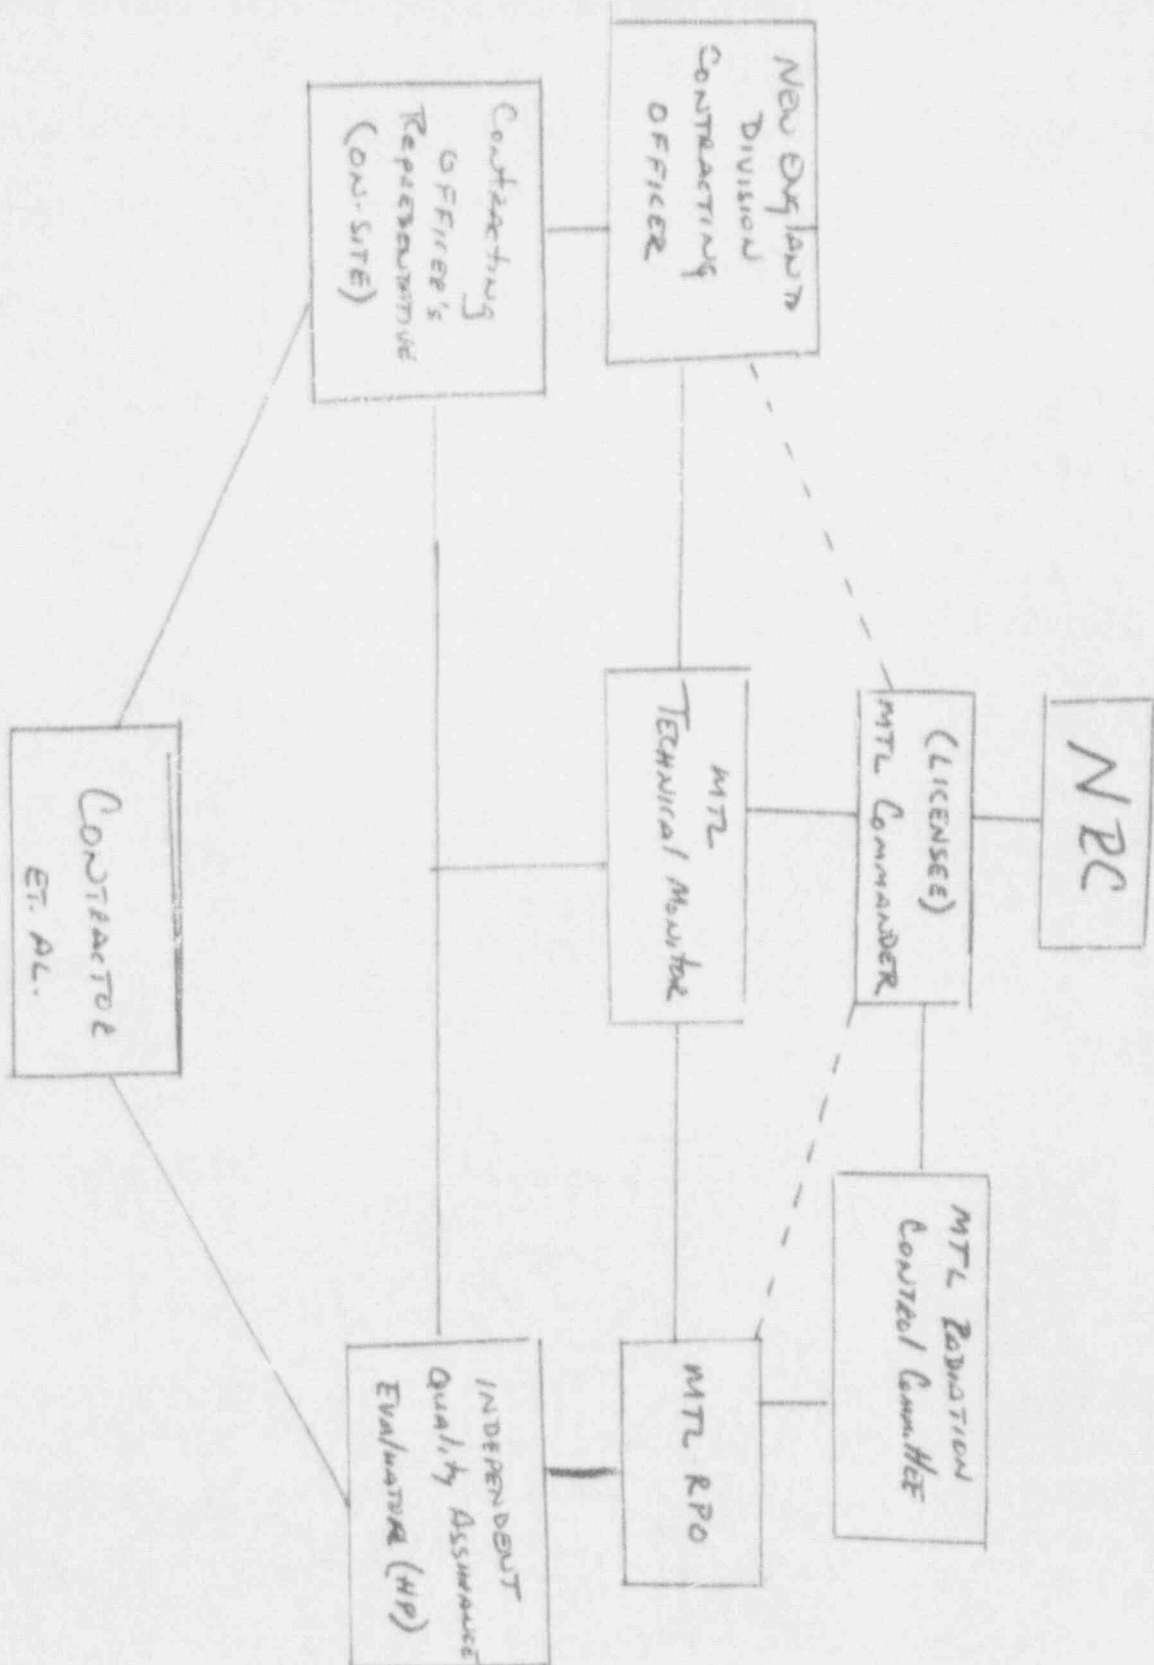 NRC
(LICENSEE)
MTL COMMANDER
MTL RADIATION
CONTROL COMMITTEE
NEW ENGLAND
DIVISION
CONTRACTING
OFFICER
MTL
TECHNICAL MONITOR
MTL RPO
CONTRACTING
OFFICER'S
REPRESENTATIVE
(ON-SITE)
INDEPENDENT
QUALITY ASSURANCE
EVALUATOR (HP)
CONTRACTOR
ET. AL.